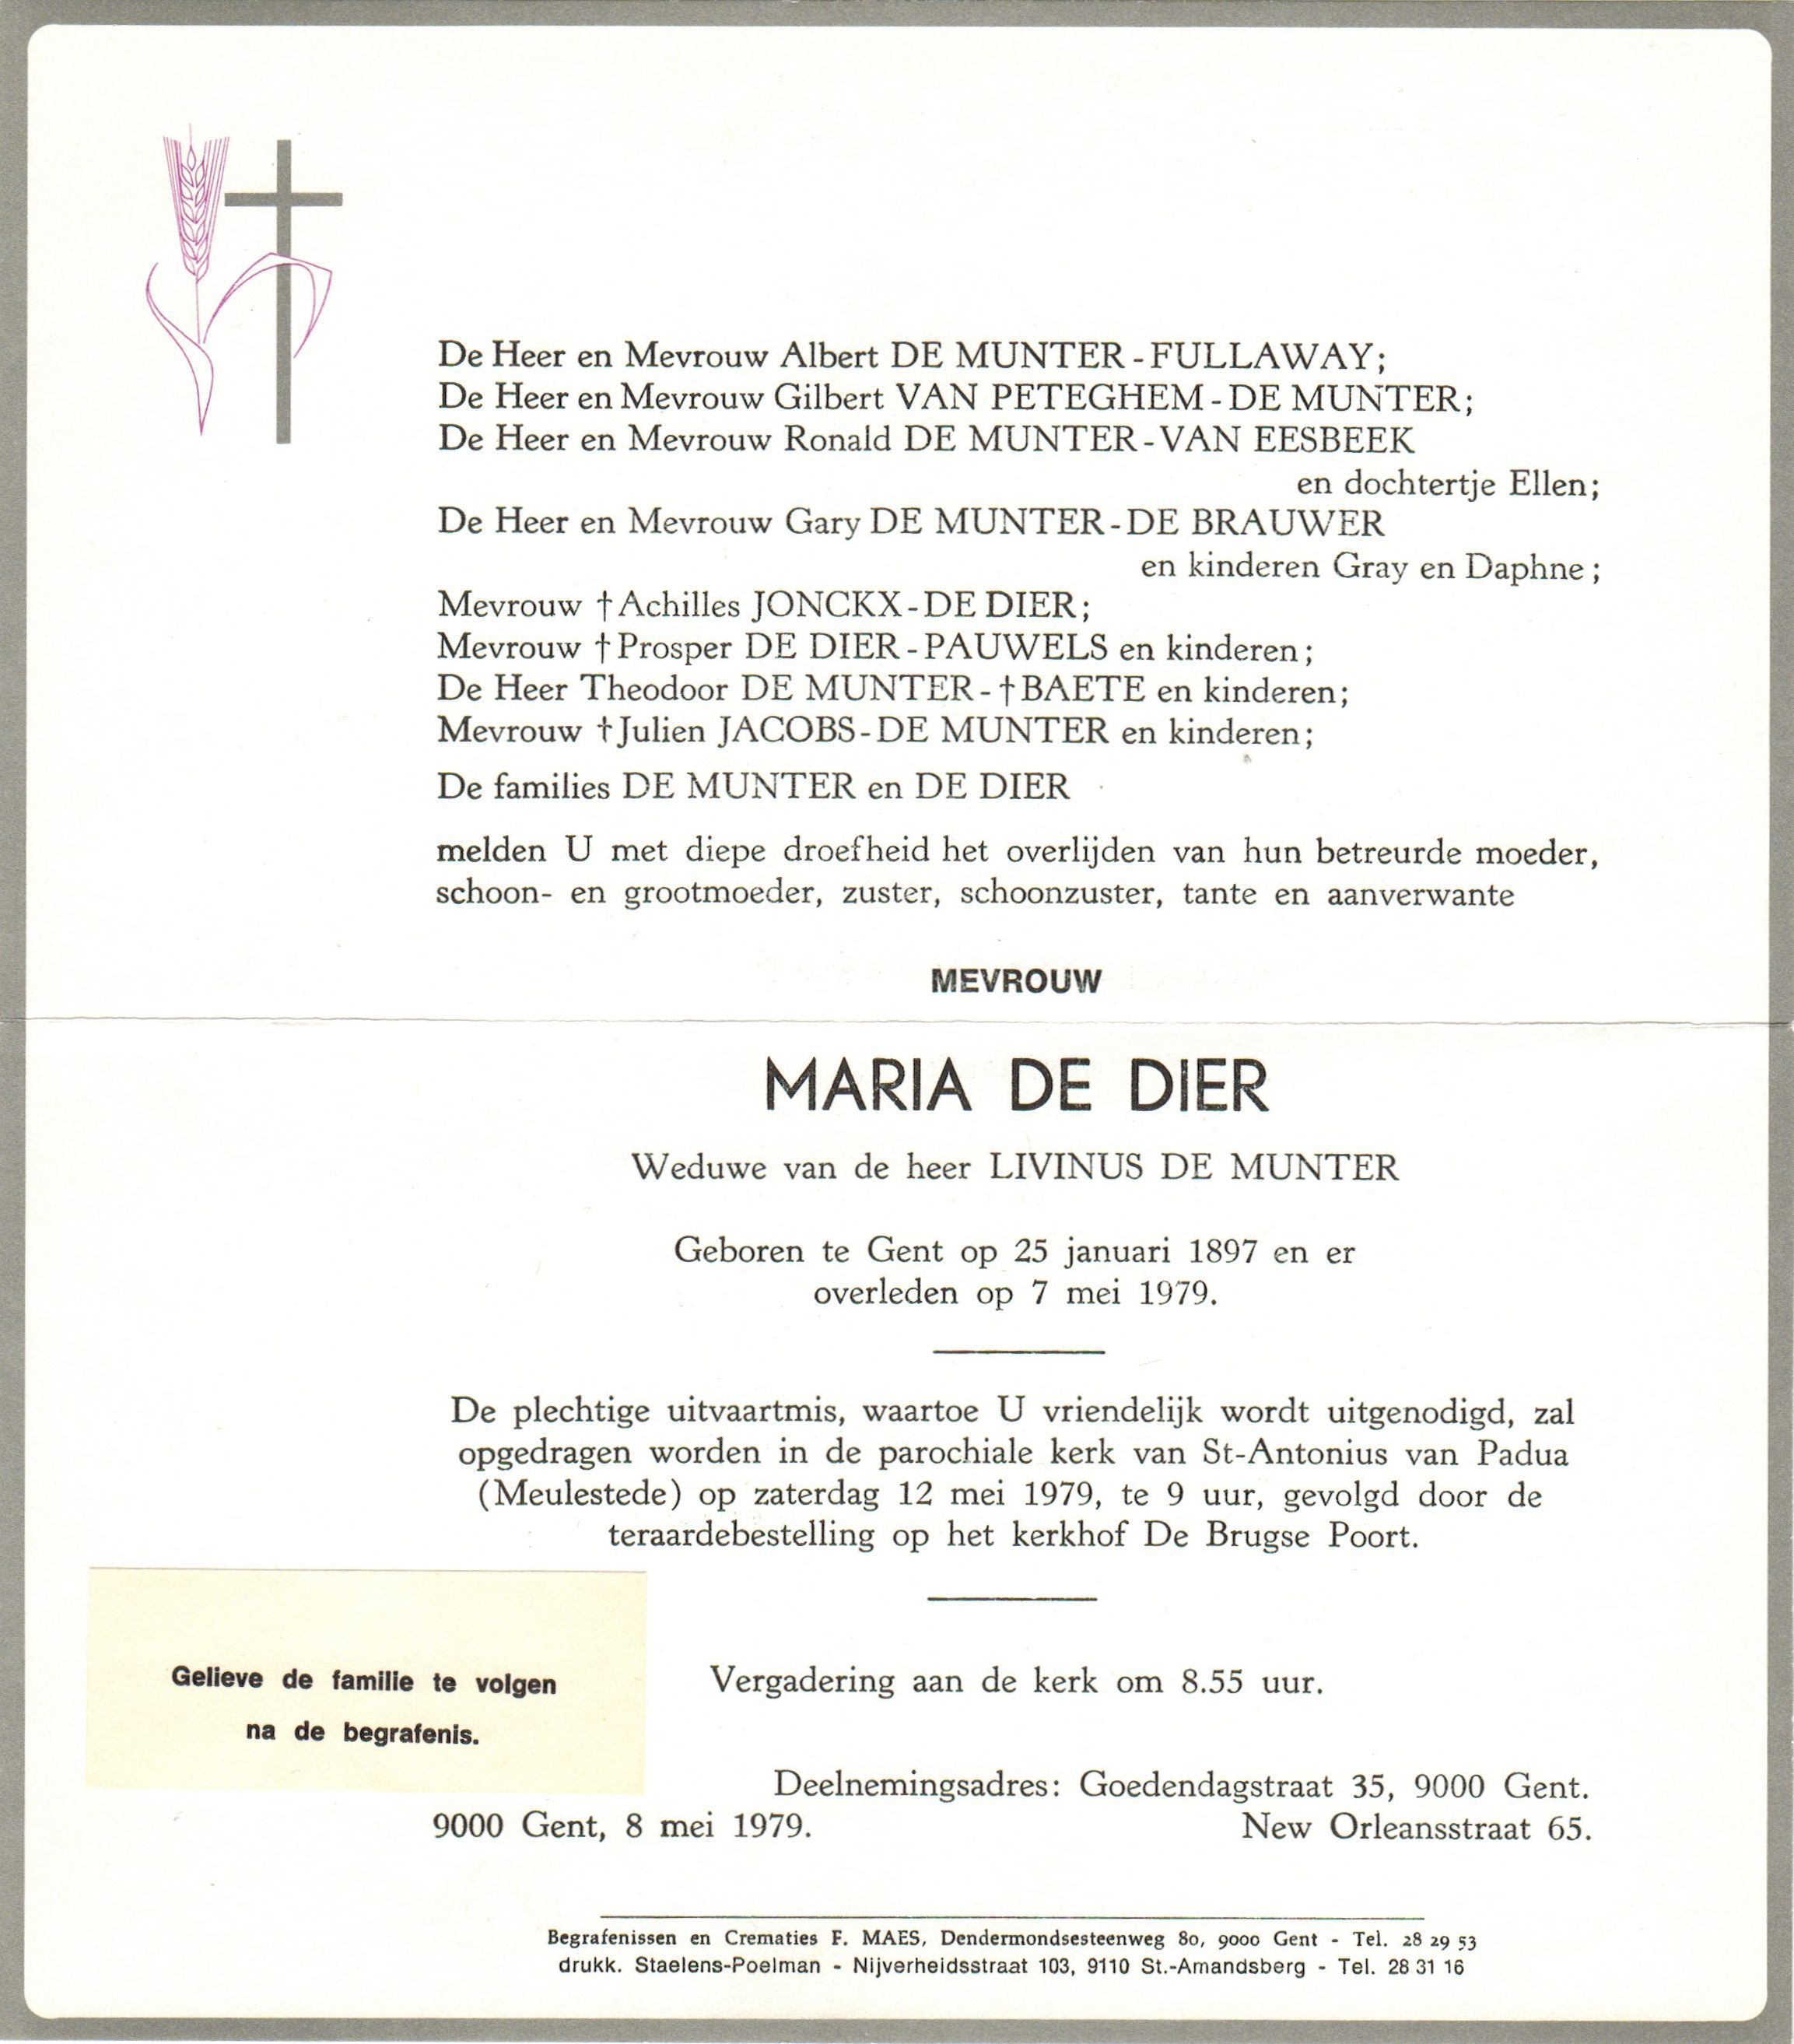 De Heer en Mevrouw Albert DE MUNTER-FULLAWAY;
De Heer en Mevrouw Gilbert VAN PETEGHEM-DE MUNTER;
De Heer en Mevrouw Ronald DE MUNTER-VAN EESBEEK
en dochtertje Ellen;
De Heer en Mevrouw Gary DE MUNTER-DE BRAUWER
en kinderen Gray en Daphne;
Mevrouw †Achilles JONCKX-DE DIER;
Mevrouw †Prosper DE DIER-PAUWELS en kinderen;
De Heer Theodoor DE MUNTER-†BAETE en kinderen;
Mevrouw †Julien JACOBS-DE MUNTER en kinderen;
De families DE MUNTER en DE DIER
melden U met diepe droefheid het overlijden van hun betreurde moeder,
schoon- en grootmoeder, zuster, schoonzuster, tante en aanverwante
MEVROUW
MARIA DE DIER
Weduwe van de heer LIVINUS DE MUNTER
Geboren te Gent op 25 januari 1897 en er
overleden op 7 mei 1979.
De plechtige uitvaartmis, waartoe U vriendelijk wordt uitgenodigd, zal
opgedragen worden in de parochiale kerk van St-Antonius van Padua
(Meulestede) op zaterdag 12 mei 1979, te 9 uur, gevolgd door de
teraardebestelling op het kerkhof De Brugse Poort.
Gelieve de familie te volgen
na de begrafenis.
Vergadering aan de kerk om 8.55 uur.
Deelnemingsadres: Goedendagstraat 35, 9000 Gent.
9000 Gent, 8 mei 1979. New Orleansstraat 65.
Begrafenissen en Crematies F. MAES, Dendermondsesteenweg 80, 9000 Gent - Tel. 28 29 53
drukk. Staelens-Poelman - Nijverheidsstraat 103, 9110 St.-Amandsberg - Tel. 28 31 16